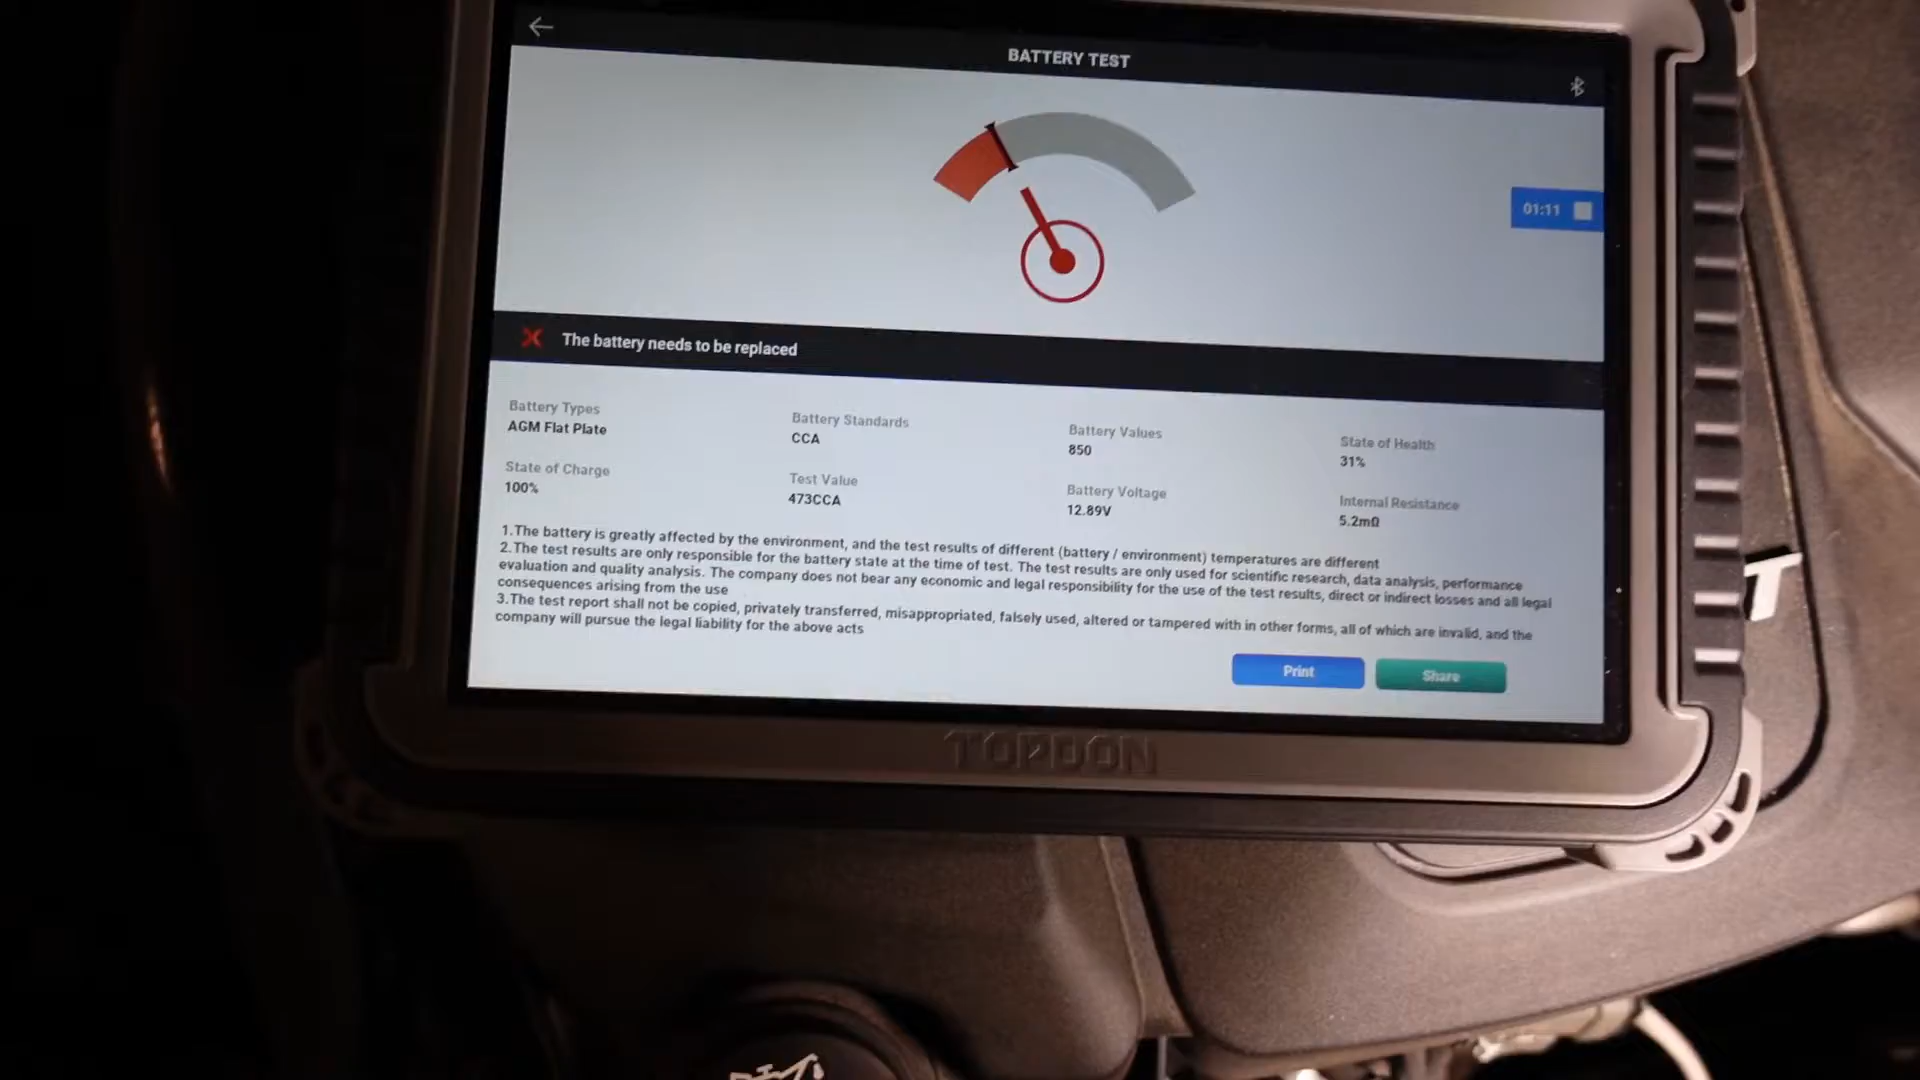 BATTERY TEST
01:11
The battery needs to be replaced
Battery Types
AGM Flat Plate
Battery Standards
CCA
Battery Values
850
State of Health
31%
State of Charge
100%
Test Value
473CCA
Battery Voltage
12.89V
Internal Resistance
5.2mΩ
1.The battery is greatly affected by the environment, and the test results of different (battery / environment) temperatures are different
2.The test results are only responsible for the battery state at the time of test. The test results are only used for scientific research, data analysis, performance
evaluation and quality analysis. The company does not bear any economic and legal responsibility for the use of the test results, direct or indirect losses and all legal
consequences arising from the use
3.The test report shall not be copied, privately transferred, misappropriated, falsely used, altered or tampered with in other forms, all of which are invalid, and the
company will pursue the legal liability for the above acts
Print
Share
TOPDON
T